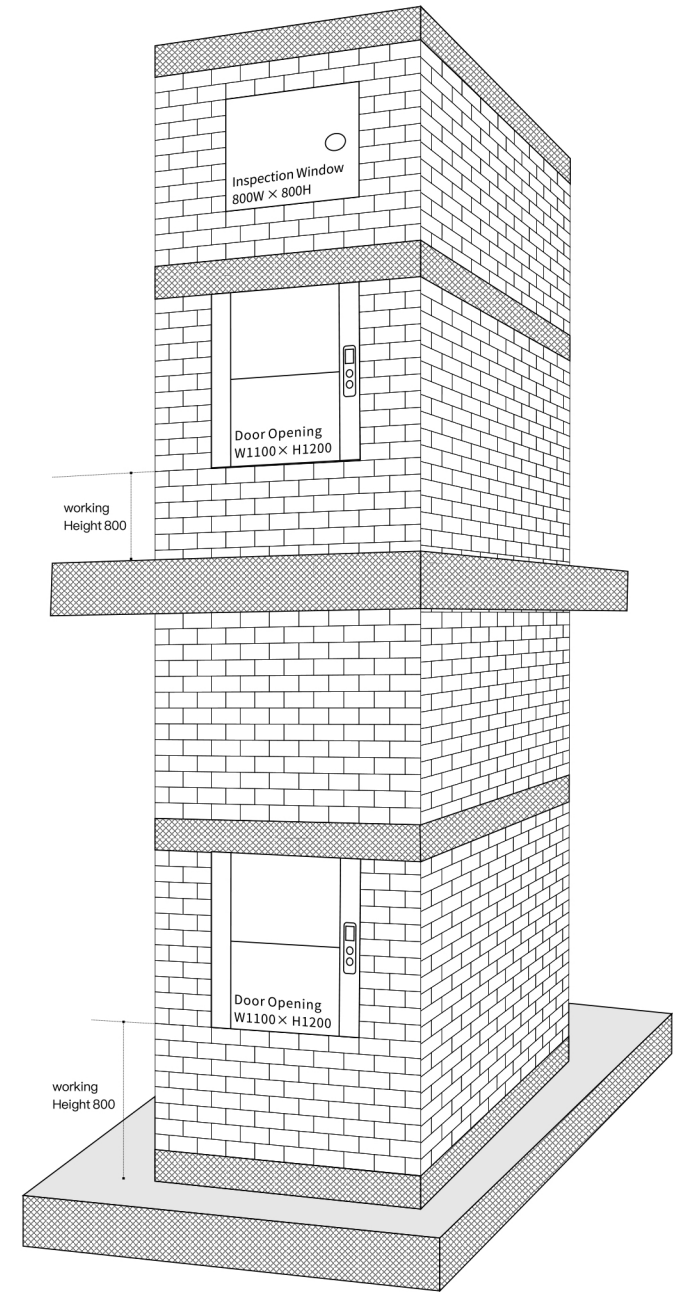 Inspection Window
800W × 800H
Door Opening
W1100× H1200
working
Height 800
Door Opening
W1100× H1200
working
Height 800